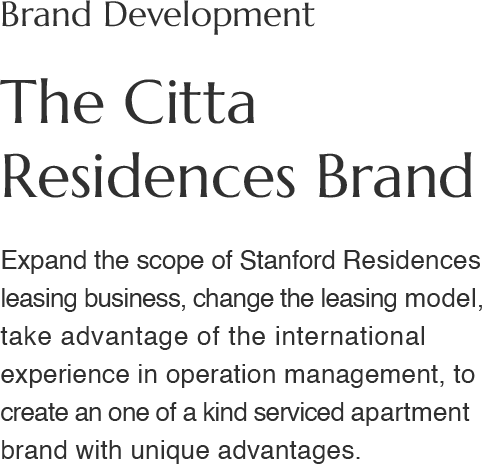 Brand Development
The Citta
Residences Brand
Expand the scope of Stanford Residences
leasing business, change the leasing model,
take advantage of the international
experience in operation management, to
create an one of a kind serviced apartment
brand with unique advantages.